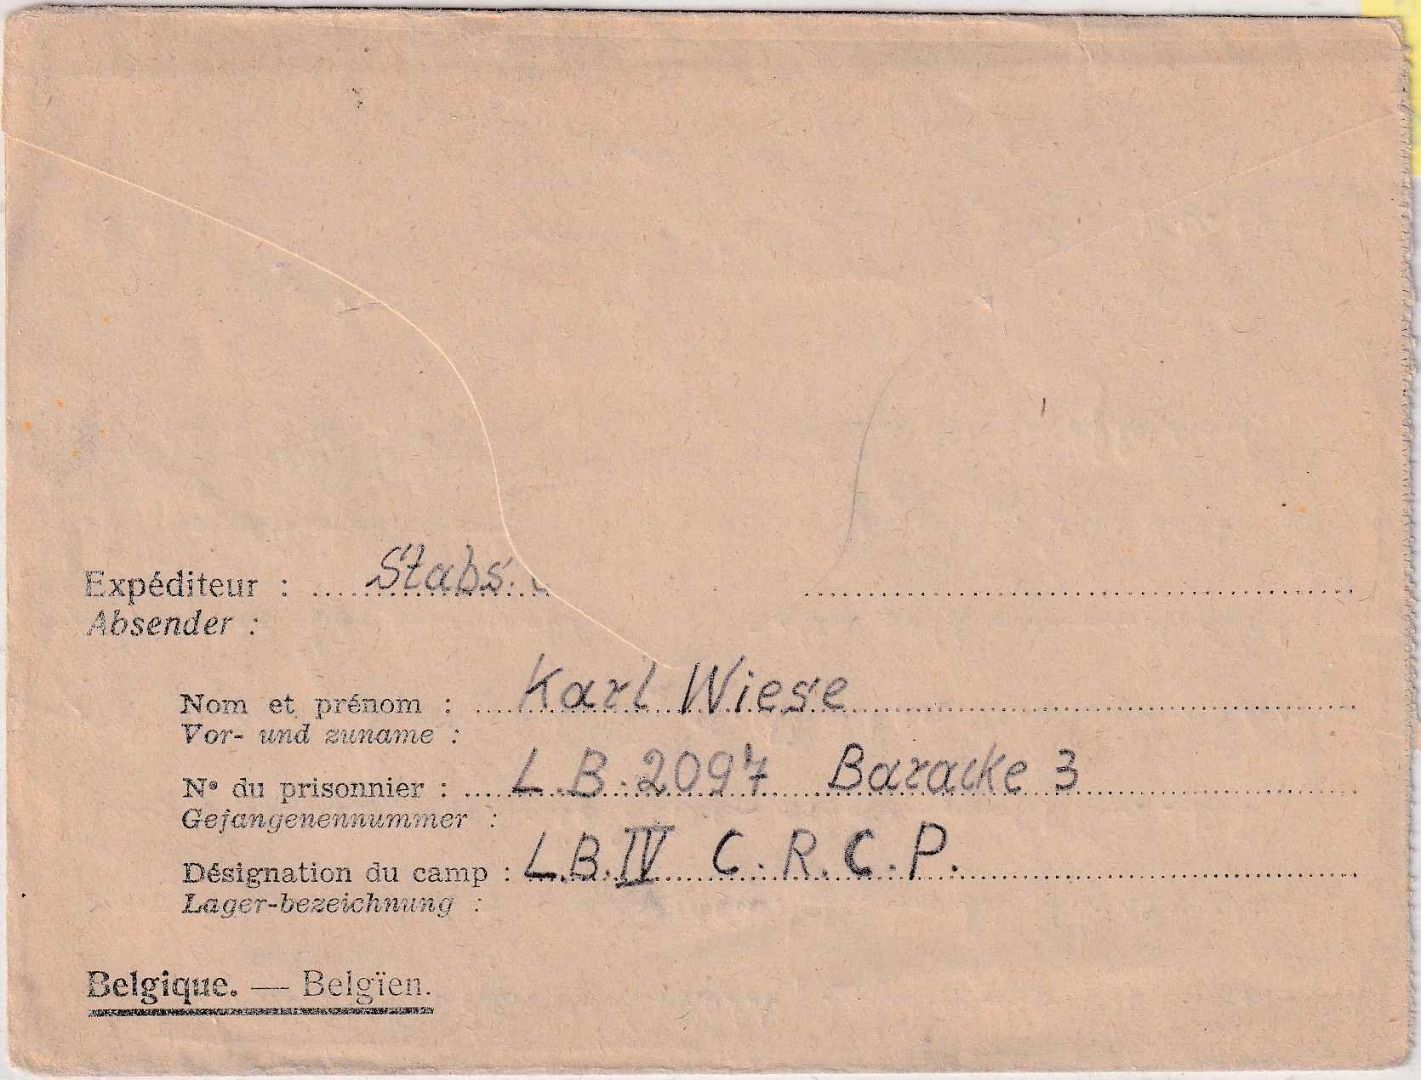 Expéditeur : Stabs.
Absender :
Nom et prénom : Karl Wiese
Vor- und zuname :
N° du prisonnier : L.B. 2097 Baracke 3
Gefangenennummer :
Désignation du camp : L.B. IV C.R.C.P.
Lager-bezeichnung :
Belgique. — Belgïen.